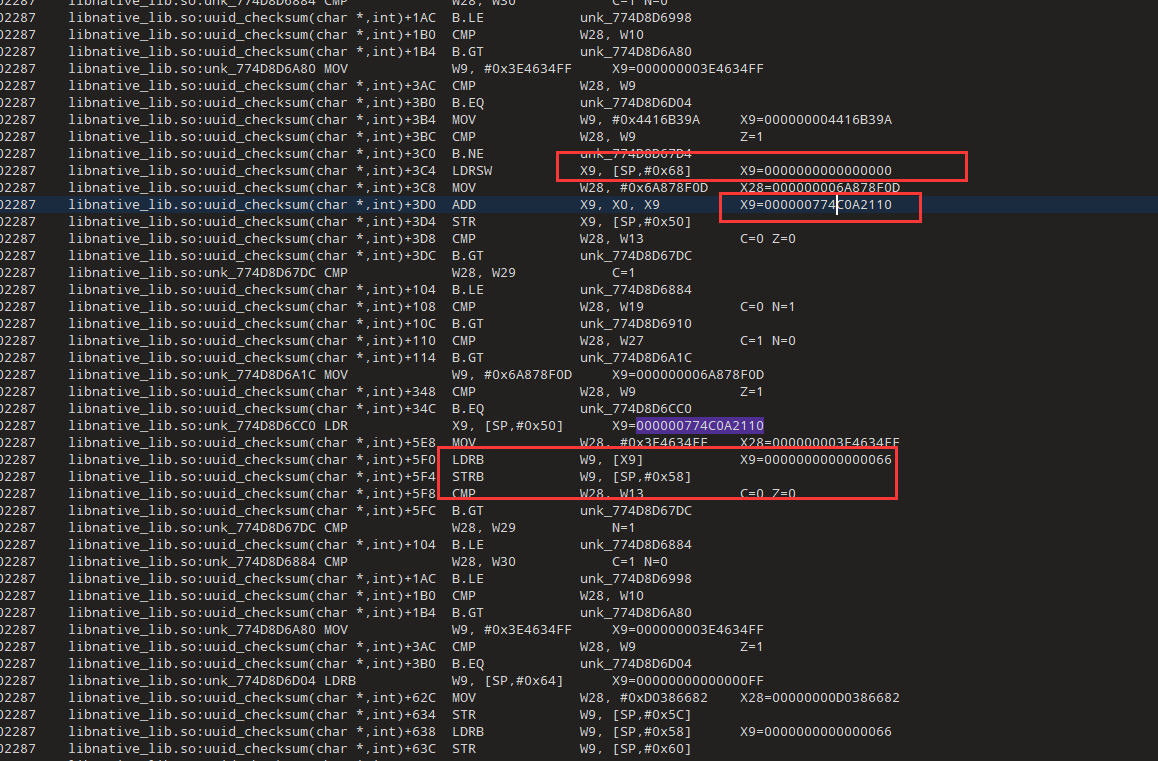 02287 libnative_lib.so:unk_774D8D6884 CMP W28, W30 C=1 N=0
02287 libnative_lib.so:uuid_checksum(char *,int)+1AC B.LE unk_774D8D6998
02287 libnative_lib.so:uuid_checksum(char *,int)+1B0 CMP W28, W10
02287 libnative_lib.so:uuid_checksum(char *,int)+1B4 B.GT unk_774D8D6A80
02287 libnative_lib.so:unk_774D8D6A80 MOV W9, #0x3E4634FF X9=000000003E4634FF
02287 libnative_lib.so:uuid_checksum(char *,int)+3AC CMP W28, W9
02287 libnative_lib.so:uuid_checksum(char *,int)+3B0 B.EQ unk_774D8D6D04
02287 libnative_lib.so:uuid_checksum(char *,int)+3B4 MOV W9, #0x4416B39A X9=000000004416B39A
02287 libnative_lib.so:uuid_checksum(char *,int)+3BC CMP W28, W9 Z=1
02287 libnative_lib.so:uuid_checksum(char *,int)+3C0 B.NE unk_774D8D67D4
02287 libnative_lib.so:uuid_checksum(char *,int)+3C4 LDRSW X9, [SP,#0x68] X9=0000000000000000
02287 libnative_lib.so:uuid_checksum(char *,int)+3C8 MOV W28, #0x6A878F0D X28=000000006A878F0D
02287 libnative_lib.so:uuid_checksum(char *,int)+3D0 ADD X9, X0, X9 X9=000000774C0A2110
02287 libnative_lib.so:uuid_checksum(char *,int)+3D4 STR X9, [SP,#0x50]
02287 libnative_lib.so:uuid_checksum(char *,int)+3D8 CMP W28, W13 C=0 Z=0
02287 libnative_lib.so:uuid_checksum(char *,int)+3DC B.GT unk_774D8D67DC
02287 libnative_lib.so:unk_774D8D67DC CMP W28, W29 C=1
02287 libnative_lib.so:uuid_checksum(char *,int)+104 B.LE unk_774D8D6884
02287 libnative_lib.so:uuid_checksum(char *,int)+108 CMP W28, W19 C=0 N=1
02287 libnative_lib.so:uuid_checksum(char *,int)+10C B.GT unk_774D8D6910
02287 libnative_lib.so:uuid_checksum(char *,int)+110 CMP W28, W27 C=1 N=0
02287 libnative_lib.so:uuid_checksum(char *,int)+114 B.GT unk_774D8D6A1C
02287 libnative_lib.so:unk_774D8D6A1C MOV W9, #0x6A878F0D X9=000000006A878F0D
02287 libnative_lib.so:uuid_checksum(char *,int)+348 CMP W28, W9 Z=1
02287 libnative_lib.so:uuid_checksum(char *,int)+34C B.EQ unk_774D8D6CC0
02287 libnative_lib.so:unk_774D8D6CC0 LDR X9, [SP,#0x50] X9=000000774C0A2110
02287 libnative_lib.so:uuid_checksum(char *,int)+5E8 MOV W28, #0x3E4634FF X28=000000003E4634FF
02287 libnative_lib.so:uuid_checksum(char *,int)+5F0 LDRB W9, [X9] X9=0000000000000066
02287 libnative_lib.so:uuid_checksum(char *,int)+5F4 STRB W9, [SP,#0x58]
02287 libnative_lib.so:uuid_checksum(char *,int)+5F8 CMP W28, W13 C=0 Z=0
02287 libnative_lib.so:uuid_checksum(char *,int)+5FC B.GT unk_774D8D67DC
02287 libnative_lib.so:unk_774D8D67DC CMP W28, W29 N=1
02287 libnative_lib.so:uuid_checksum(char *,int)+104 B.LE unk_774D8D6884
02287 libnative_lib.so:unk_774D8D6884 CMP W28, W30 C=1 N=0
02287 libnative_lib.so:uuid_checksum(char *,int)+1AC B.LE unk_774D8D6998
02287 libnative_lib.so:uuid_checksum(char *,int)+1B0 CMP W28, W10
02287 libnative_lib.so:uuid_checksum(char *,int)+1B4 B.GT unk_774D8D6A80
02287 libnative_lib.so:unk_774D8D6A80 MOV W9, #0x3E4634FF X9=000000003E4634FF
02287 libnative_lib.so:uuid_checksum(char *,int)+3AC CMP W28, W9 Z=1
02287 libnative_lib.so:uuid_checksum(char *,int)+3B0 B.EQ unk_774D8D6D04
02287 libnative_lib.so:unk_774D8D6D04 LDRB W9, [SP,#0x64] X9=00000000000000FF
02287 libnative_lib.so:uuid_checksum(char *,int)+62C MOV W28, #0xD0386682 X28=00000000D0386682
02287 libnative_lib.so:uuid_checksum(char *,int)+634 STR W9, [SP,#0x5C]
02287 libnative_lib.so:uuid_checksum(char *,int)+638 LDRB W9, [SP,#0x58] X9=0000000000000066
02287 libnative_lib.so:uuid_checksum(char *,int)+63C STR W9, [SP,#0x60]